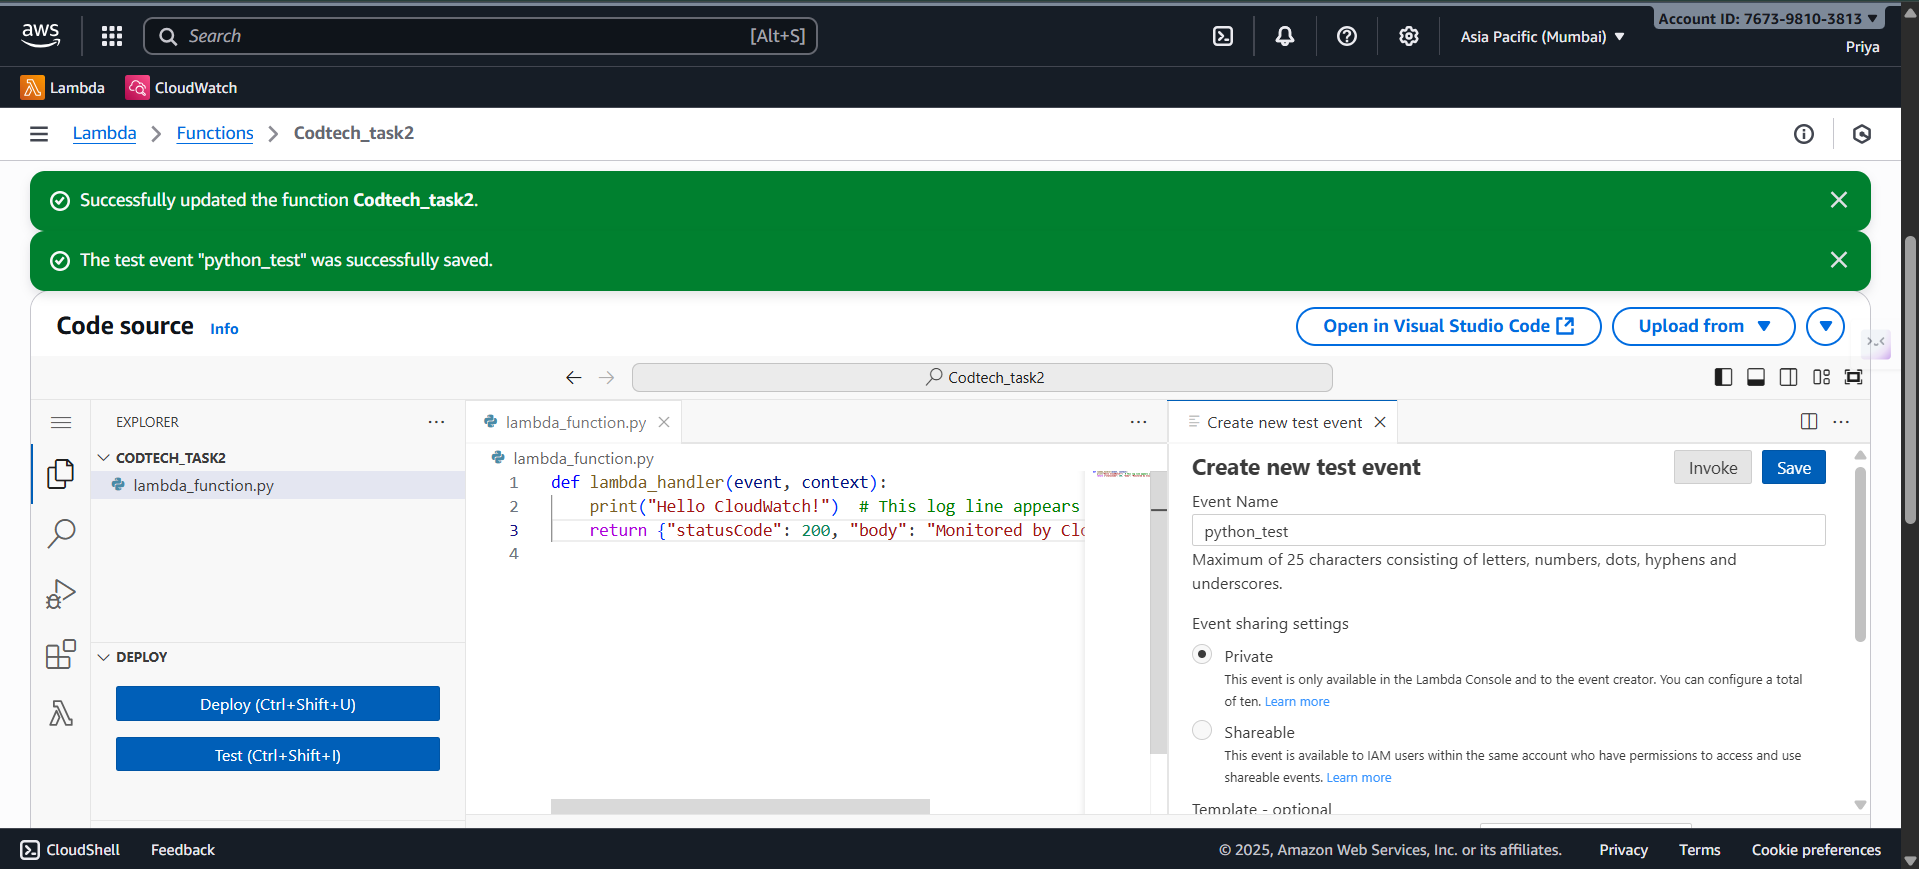 aws
Search [Alt+S]
Asia Pacific (Mumbai) ▼
Account ID: 7673-9810-3813 ▼
Priya
Lambda
CloudWatch
Lambda > Functions > Codtech_task2
Successfully updated the function Codtech_task2.
The test event "python_test" was successfully saved.
Code source Info
Open in Visual Studio Code
Upload from ▼
Codtech_task2
EXPLORER
CODTECH_TASK2
lambda_function.py
DEPLOY
Deploy (Ctrl+Shift+U)
Test (Ctrl+Shift+I)
lambda_function.py
lambda_function.py
1 def lambda_handler(event, context):
2 print("Hello CloudWatch!")  # This log line appears
3 return {"statusCode": 200, "body": "Monitored by Clo
4
Create new test event
Create new test event
Invoke
Save
Event Name
python_test
Maximum of 25 characters consisting of letters, numbers, dots, hyphens and
underscores.
Event sharing settings
Private
This event is only available in the Lambda Console and to the event creator. You can configure a total
of ten. Learn more
Shareable
This event is available to IAM users within the same account who have permissions to access and use
shareable events. Learn more
Template - optional
CloudShell
Feedback
© 2025, Amazon Web Services, Inc. or its affiliates.
Privacy
Terms
Cookie preferences